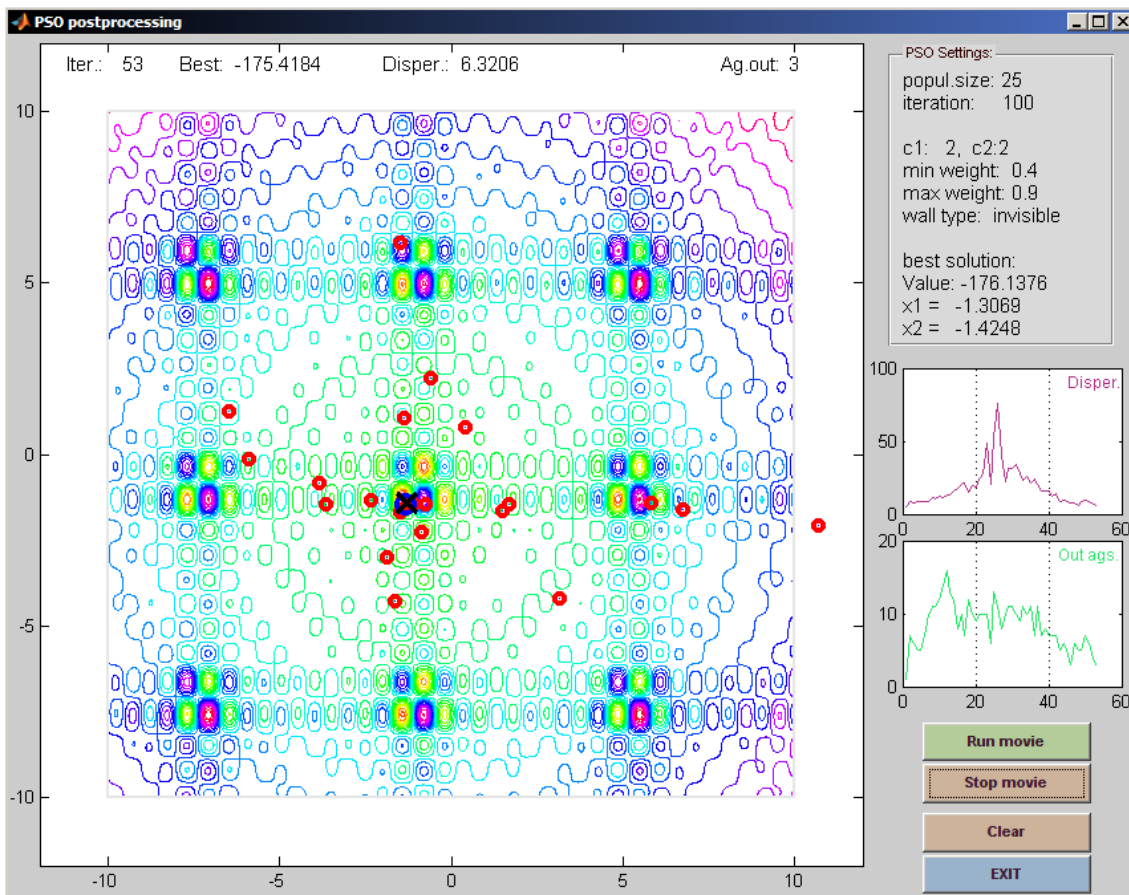 PSO postprocessing
Iter.: 53 Best: -175.4184 Disper.: 6.3206 Ag.out: 3
10
5
0
-5
-10
-10 -5 0 5 10
PSO Settings:
popul.size: 25
iteration: 100
c1: 2, c2:2
min weight: 0.4
max weight: 0.9
wall type: invisible
best solution:
Value: -176.1376
x1 = -1.3069
x2 = -1.4248
100
Disper.
50
0
0 20 40 60
20
Out ags.
10
0
0 20 40 60
Run movie
Stop movie
Clear
EXIT